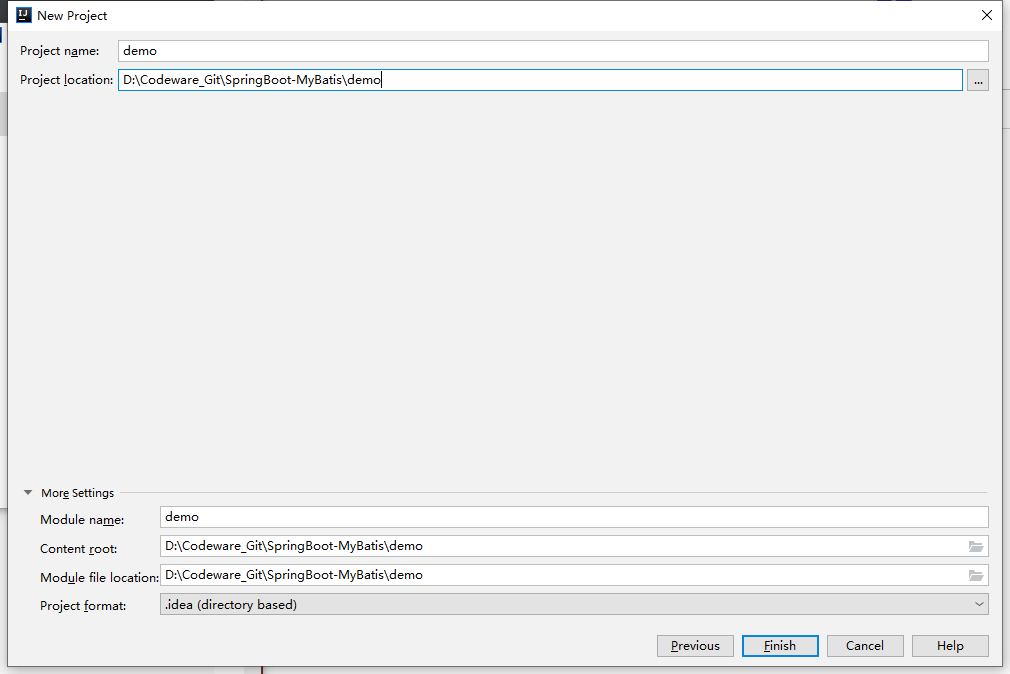 New Project
Project name: demo
Project location: D:\Codeware_Git\SpringBoot-MyBatis\demo ...
More Settings
Module name: demo
Content root: D:\Codeware_Git\SpringBoot-MyBatis\demo
Module file location: D:\Codeware_Git\SpringBoot-MyBatis\demo
Project format: .idea (directory based)
Previous Finish Cancel Help